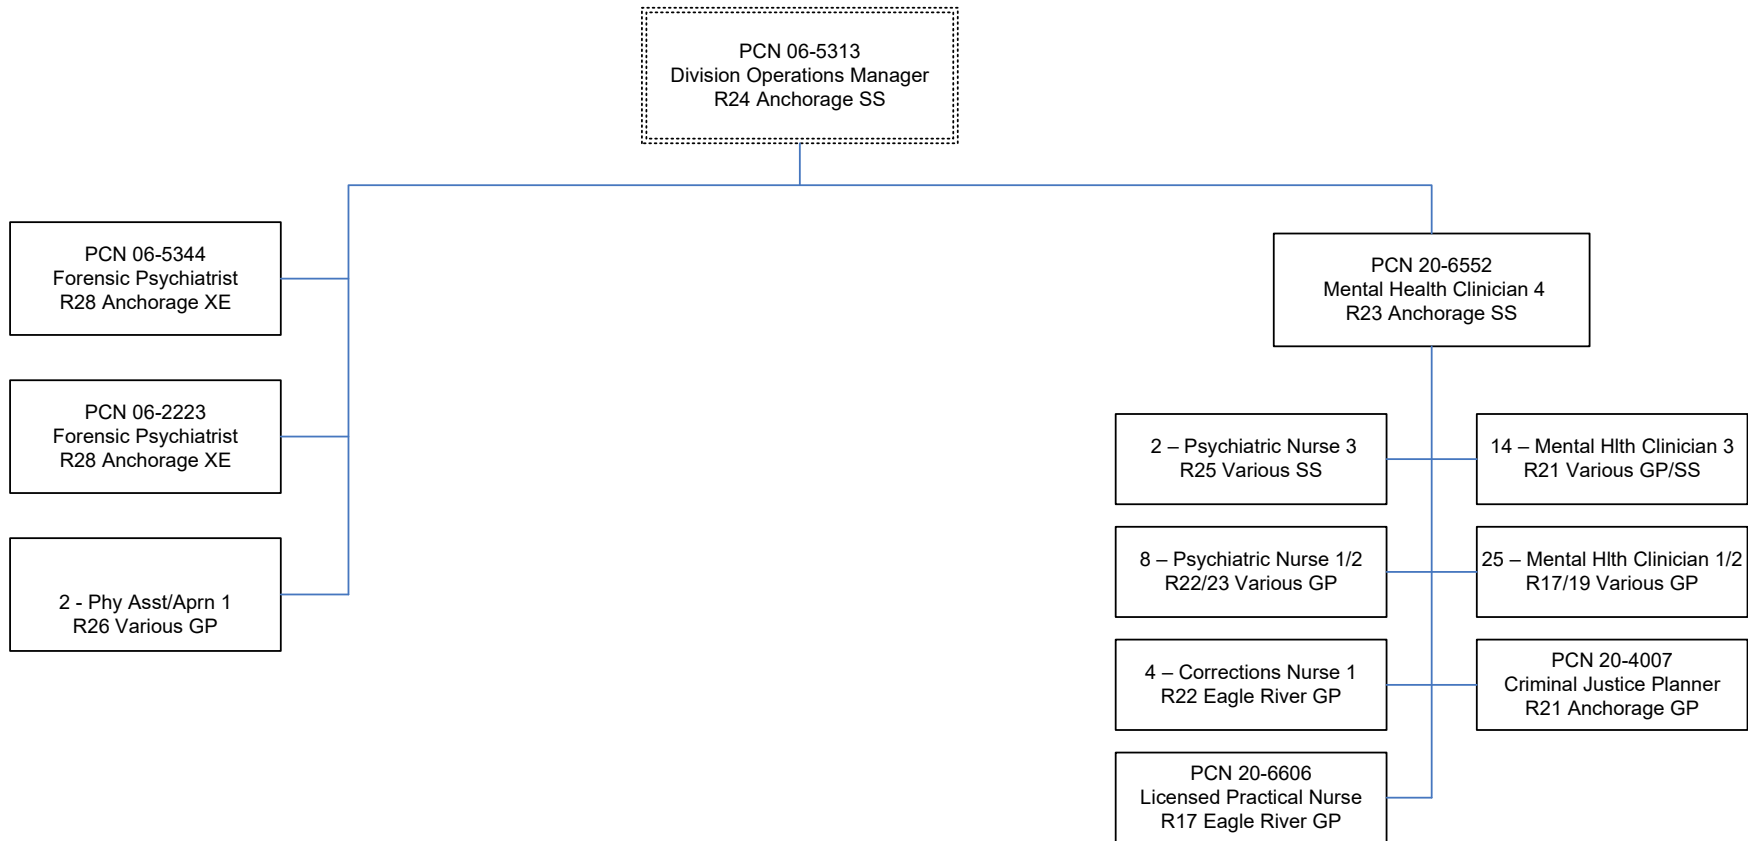 PCN 06-5313
Division Operations Manager
R24 Anchorage SS
PCN 06-5344
Forensic Psychiatrist
R28 Anchorage XE
PCN 06-2223
Forensic Psychiatrist
R28 Anchorage XE
2 - Phy Asst/Aprn 1
R26 Various GP
PCN 20-6552
Mental Health Clinician 4
R23 Anchorage SS
2 – Psychiatric Nurse 3
R25 Various SS
14 – Mental Hlth Clinician 3
R21 Various GP/SS
8 – Psychiatric Nurse 1/2
R22/23 Various GP
25 – Mental Hlth Clinician 1/2
R17/19 Various GP
4 – Corrections Nurse 1
R22 Eagle River GP
PCN 20-4007
Criminal Justice Planner
R21 Anchorage GP
PCN 20-6606
Licensed Practical Nurse
R17 Eagle River GP